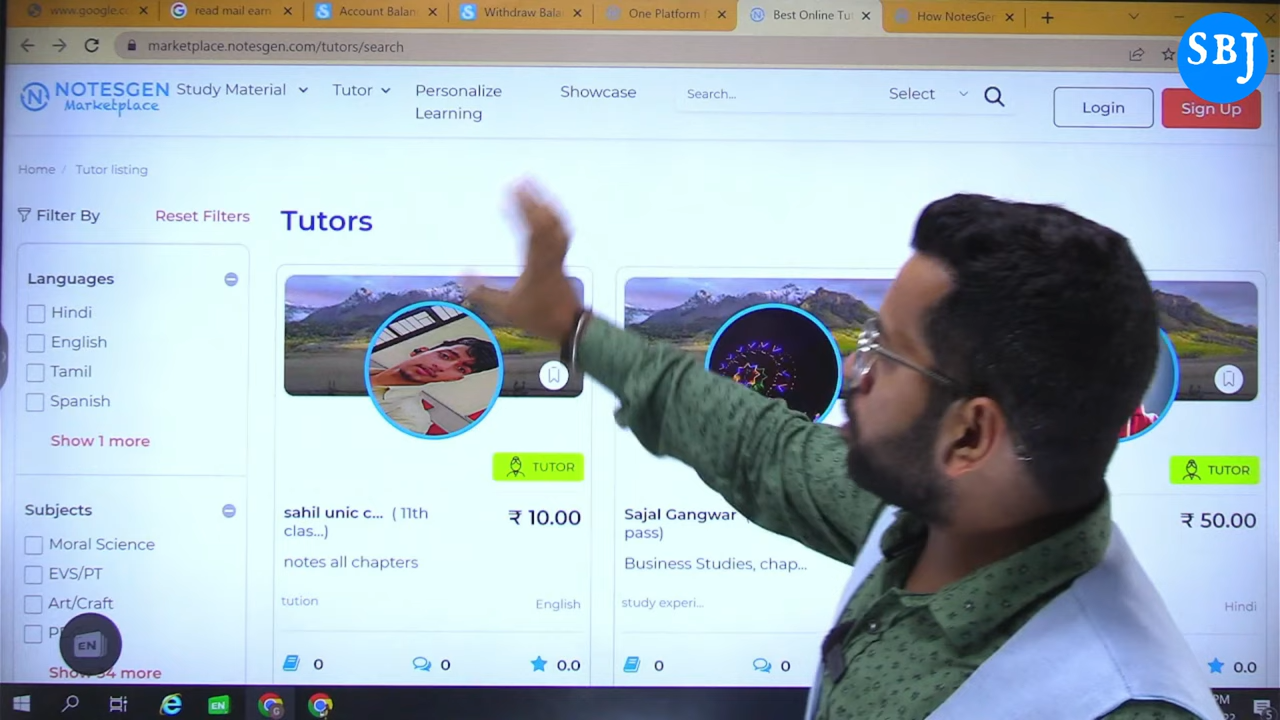 www.google.c
read mail earn
Account Balan
Withdraw Bala
One Platform f
Best Online Tu
How NotesGen
SBJ
marketplace.notesgen.com/tutors/search
NOTESGEN
Marketplace
Study Material
Tutor
Personalize
Learning
Showcase
Search...
Select
Login
Sign Up
Home / Tutor listing
Filter By
Reset Filters
Tutors
Languages
Hindi
English
Tamil
Spanish
Show 1 more
Subjects
Moral Science
EVS/PT
Art/Craft
EN
more
TUTOR
sahil unic c... ( 11th
clas...)
₹ 10.00
notes all chapters
tution
English
0
0
0.0
Sajal Gangwar
pass)
Business Studies, chap...
study experi...
0
0
TUTOR
₹ 50.00
Hindi
0.0
EN
PM